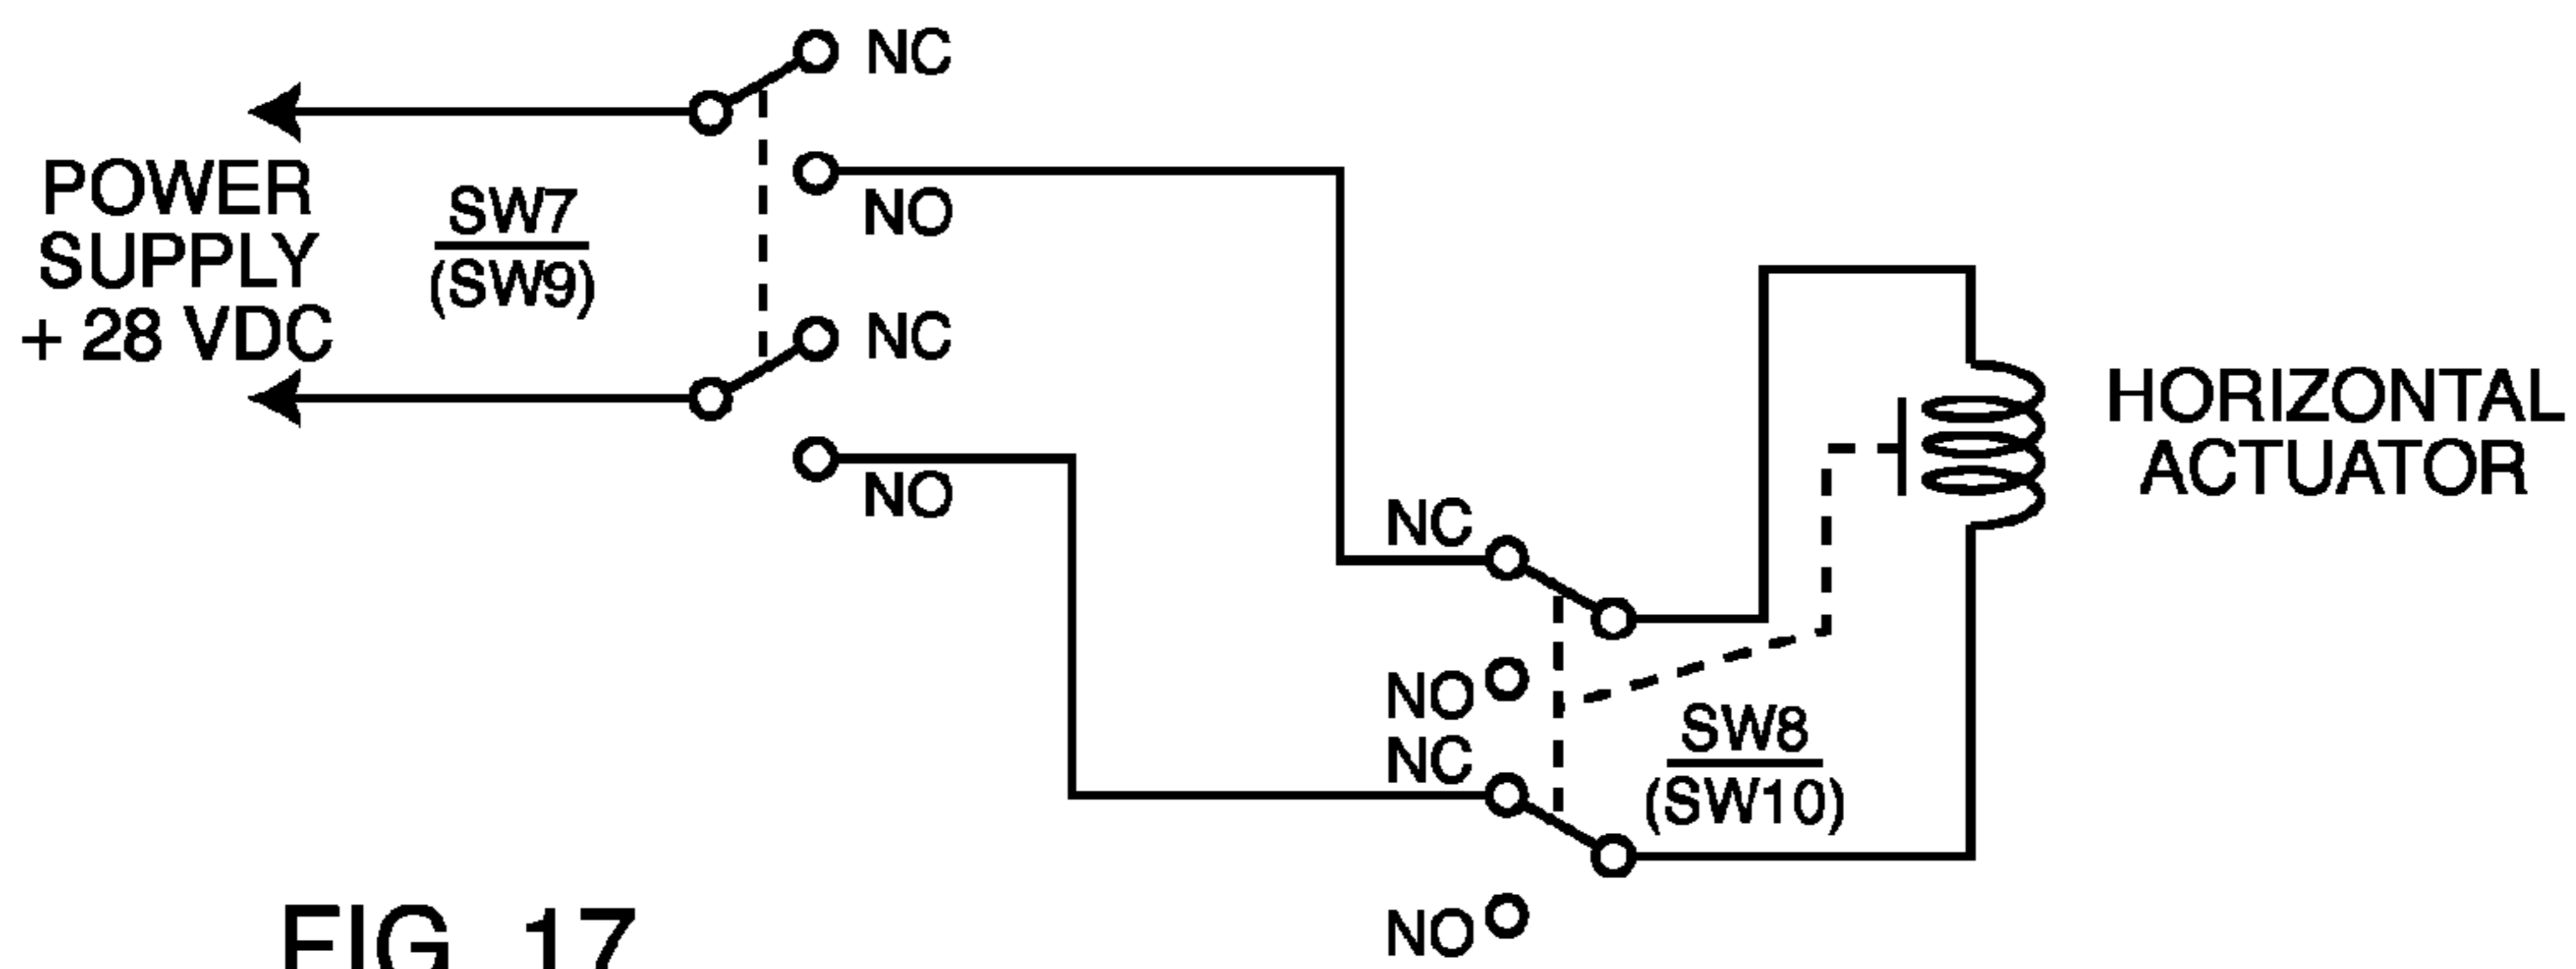 NC
POWER
SUPPLY
+ 28 VDC
SW7
(SW9)
NO
NC
NO
HORIZONTAL
ACTUATOR
NC
NO
NC
SW8
(SW10)
NO
FIG. 17